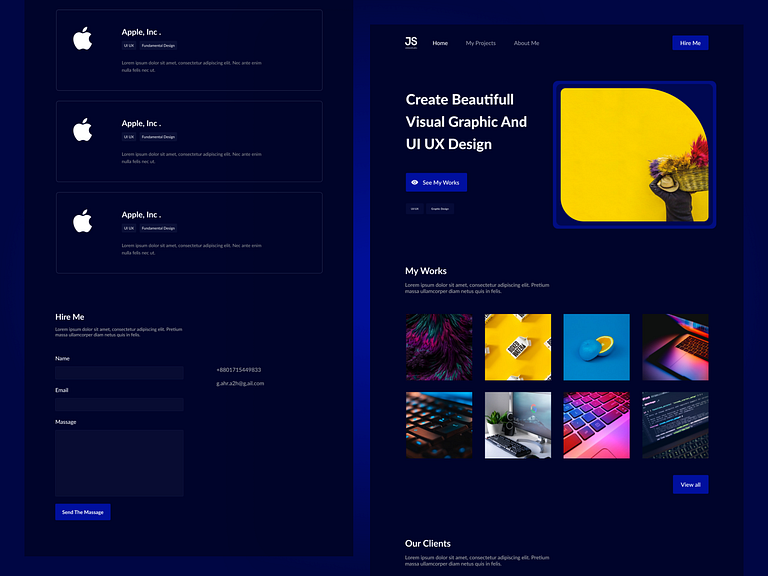 Apple, Inc .
UI UX Fundamental Design
Lorem ipsum dolor sit amet, consectetur adipiscing elit. Nec ante enim
nulla felis nec ut.
Apple, Inc .
UI UX Fundamental Design
Lorem ipsum dolor sit amet, consectetur adipiscing elit. Nec ante enim
nulla felis nec ut.
Apple, Inc .
UI UX Fundamental Design
Lorem ipsum dolor sit amet, consectetur adipiscing elit. Nec ante enim
nulla felis nec ut.
Hire Me
Lorem ipsum dolor sit amet, consectetur adipiscing elit. Pretium
massa ullamcorper diam netus quis in felis.
Name
+8801715449833
g.ahr.a2h@g,ail.com
Email
Massage
Send The Massage
JS Home My Projects About Me Hire Me
Create Beautifull
Visual Graphic And
UI UX Design
See My Works
UI UX Graphic Design
My Works
Lorem ipsum dolor sit amet, consectetur adipiscing elit. Pretium
massa ullamcorper diam netus quis in felis.
View all
Our Clients
Lorem ipsum dolor sit amet, consectetur adipiscing elit. Pretium
massa ullamcorper diam netus quis in felis.